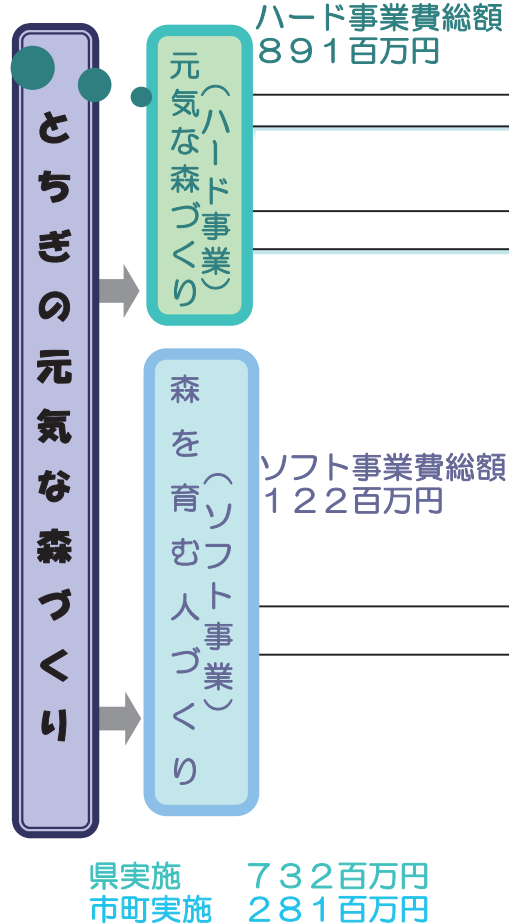 とちぎの元気な森づくり
元気な森づくり
（ハード事業）
ハード事業費総額
８９１百万円
森を育む人づくり
（ソフト事業）
ソフト事業費総額
１２２百万円
県実施　　７３２百万円
市町実施　２８１百万円